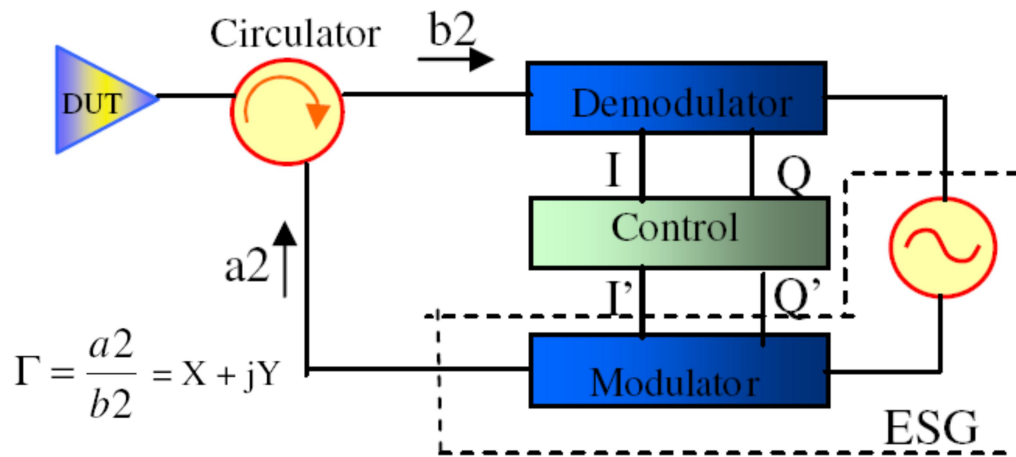 Circulator
b2
DUT
Demodulator
I
Q
Control
a2
I’
Q’
Γ = a2/b2 = X + jY
Modulator
ESG